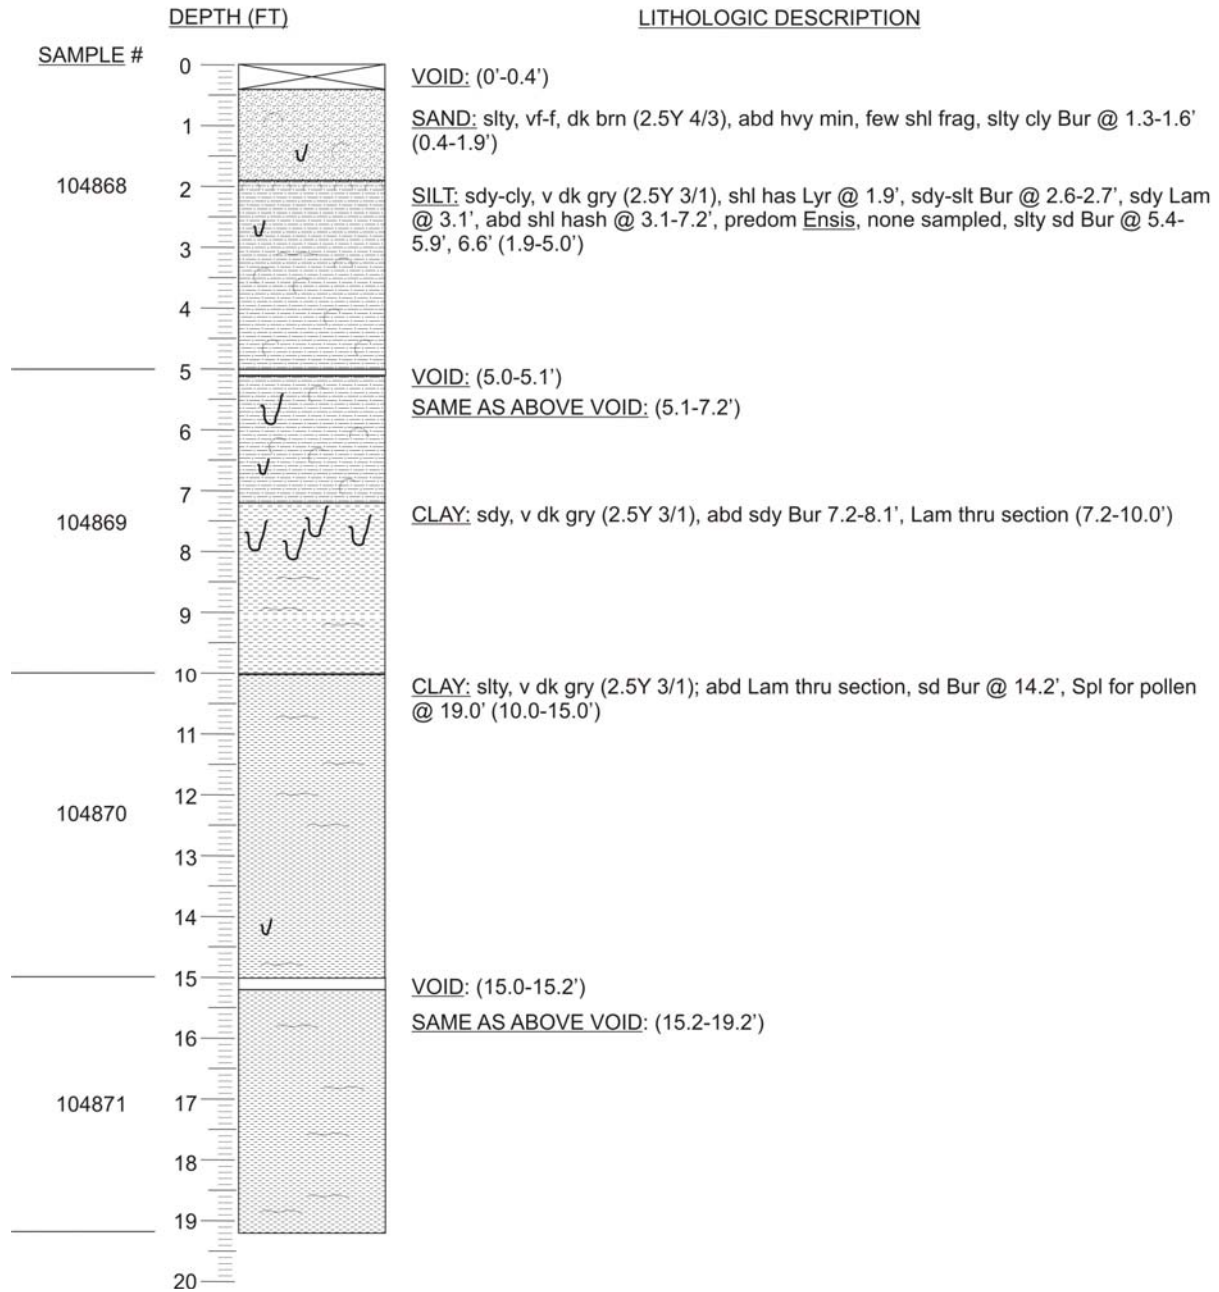 DEPTH (FT)
LITHOLOGIC DESCRIPTION
SAMPLE #
0
VOID: (0’-0.4’)
SAND: slty, vf-f, dk brn (2.5Y 4/3), abd hvy min, few shl frag, slty cly Bur @ 1.3-1.6’
(0.4-1.9’)
1
104868
2
SILT: sdy-cly, v dk gry (2.5Y 3/1), shl has Lyr @ 1.9’, sdy-slt Bur @ 2.6-2.7’, sdy Lam
@ 3.1’, abd shl hash @ 3.1-7.2’, predom Ensis, none sampled, slty sd Bur @ 5.4-
5.9’, 6.6’ (1.9-5.0’)
3
4
5
VOID: (5.0-5.1’)
SAME AS ABOVE VOID: (5.1-7.2’)
6
7
104869
CLAY: sdy, v dk gry (2.5Y 3/1), abd sdy Bur 7.2-8.1’, Lam thru section (7.2-10.0’)
8
9
10
CLAY: slty, v dk gry (2.5Y 3/1); abd Lam thru section, sd Bur @ 14.2’, Spl for pollen
@ 19.0’ (10.0-15.0’)
11
12
104870
13
14
15
VOID: (15.0-15.2’)
SAME AS ABOVE VOID: (15.2-19.2’)
16
17
104871
18
19
20